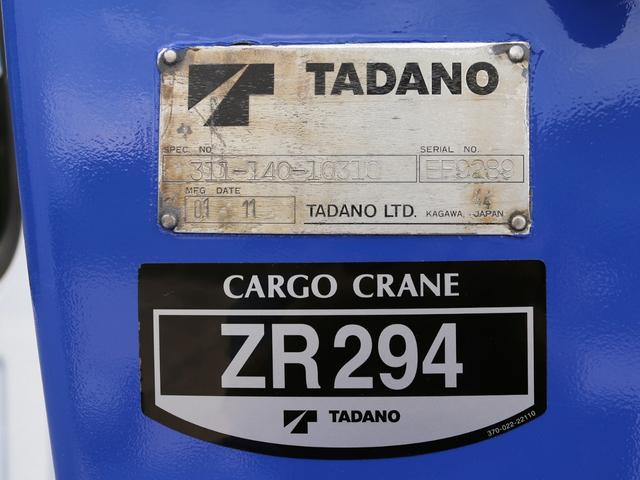 TADANO
SPEC. NO. SERIAL NO.
311-140-10310 EF9289
MFG DATE
01 11 TADANO LTD. KAGAWA, JAPAN
CARGO CRANE
ZR294
TADANO
370-022-22110